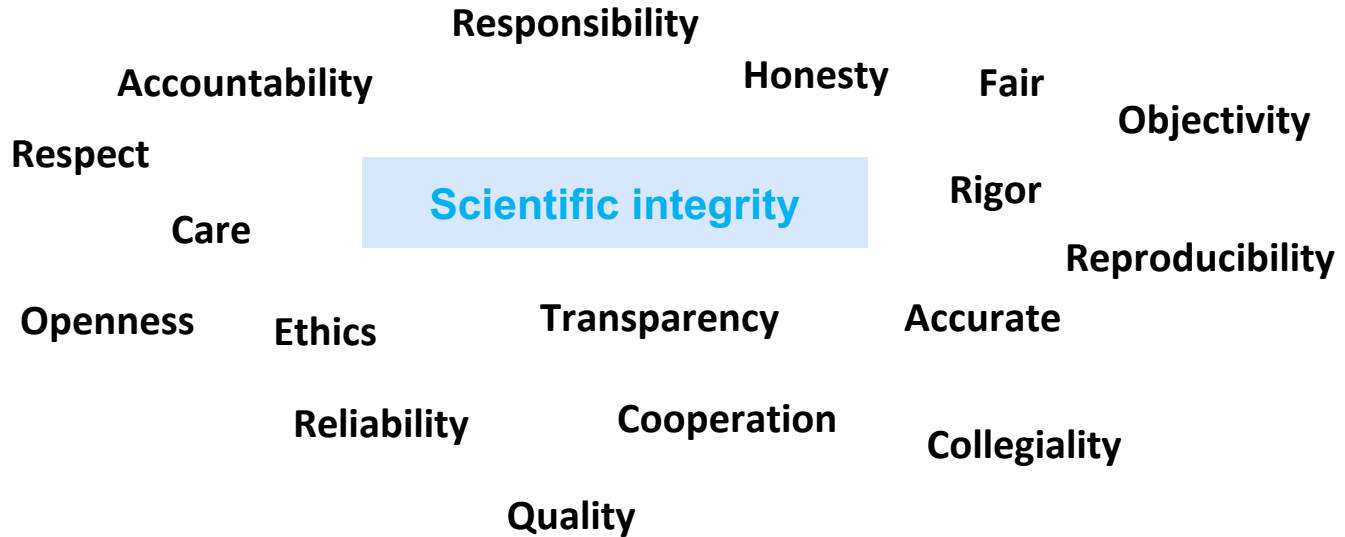 Responsibility
Accountability
Honesty
Fair
Objectivity
Respect
Scientific integrity
Rigor
Care
Reproducibility
Openness
Ethics
Transparency
Accurate
Reliability
Cooperation
Collegiality
Quality